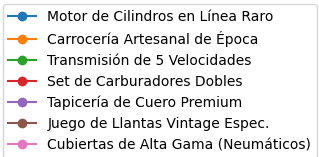 Motor de Cilindros en Línea Raro
Carrocería Artesanal de Época
Transmisión de 5 Velocidades
Set de Carburadores Dobles
Tapicería de Cuero Premium
Juego de Llantas Vintage Espec.
Cubiertas de Alta Gama (Neumáticos)